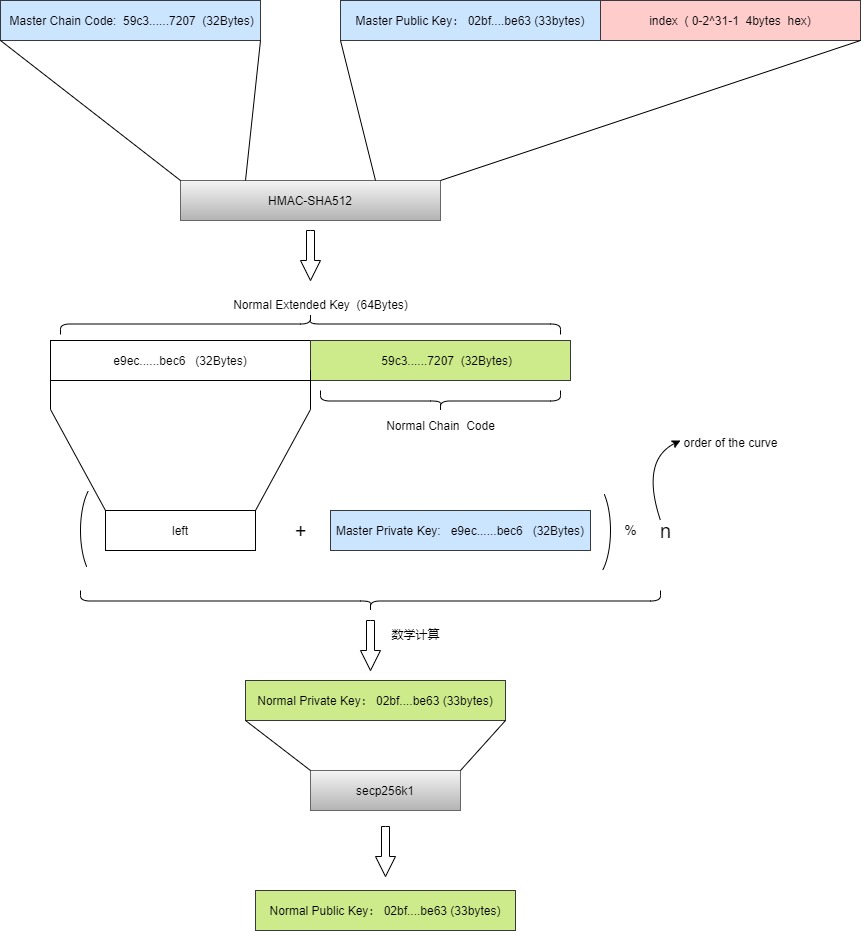 Master Chain Code:  59c3......7207  (32Bytes)
Master Public Key： 02bf....be63 (33bytes)
index  ( 0-2^31-1  4bytes  hex)
HMAC-SHA512
Normal Extended Key  (64Bytes)
e9ec......bec6   (32Bytes)
59c3......7207  (32Bytes)
Normal Chain  Code
order of the curve
left
+
Master Private Key:   e9ec......bec6   (32Bytes)
%
n
数学计算
Normal Private Key： 02bf....be63 (33bytes)
secp256k1
Normal Public Key： 02bf....be63 (33bytes)